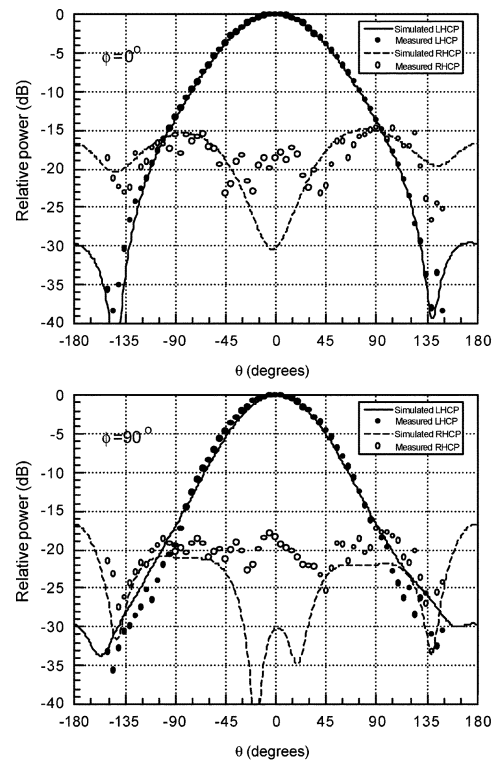 0
-5
-10
-15
-20
-25
-30
-35
-40
Relative power (dB)
ϕ=0°
Simulated LHCP
Measured LHCP
Simulated RHCP
Measured RHCP
-180 -135 -90 -45 0 45 90 135 180
θ (degrees)
0
-5
-10
-15
-20
-25
-30
-35
-40
Relative power (dB)
ϕ=90°
Simulated LHCP
Measured LHCP
Simulated RHCP
Measured RHCP
-180 -135 -90 -45 0 45 90 135 180
θ (degrees)